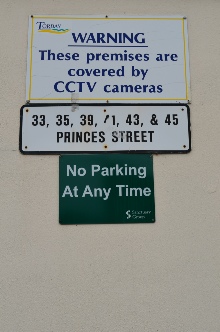 TORBAY
WARNING
These premises are
covered by
CCTV cameras
33, 35, 39, 41, 43, & 45
PRINCES STREET
No Parking
At Any Time